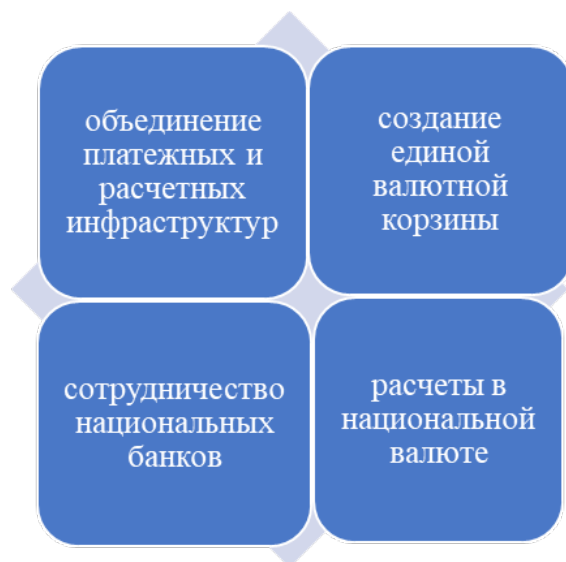 объединение
платежных и
расчетных
инфраструктур
создание
единой
валютной
корзины
сотрудничество
национальных
банков
расчеты в
национальной
валюте